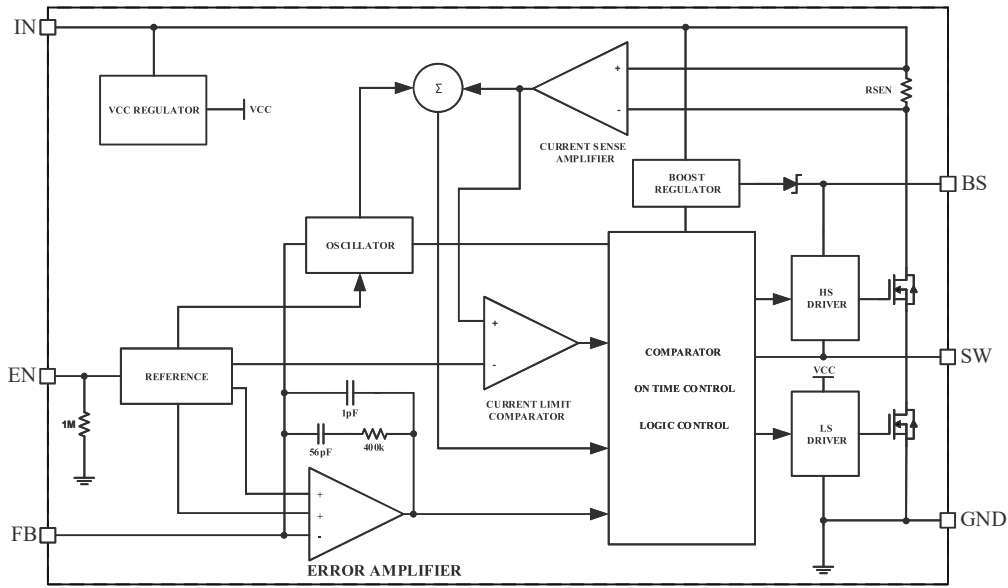 IN
Σ
+
-
RSEN
VCC REGULATOR
VCC
CURRENT SENSE
AMPLIFIER
BOOST
REGULATOR
BS
OSCILLATOR
HS
DRIVER
+
-
COMPARATOR
ON TIME CONTROL
LOGIC CONTROL
SW
VCC
EN
REFERENCE
CURRENT LIMIT
COMPARATOR
1pF
1M
56pF
400k
LS
DRIVER
+
+
-
FB
GND
ERROR AMPLIFIER